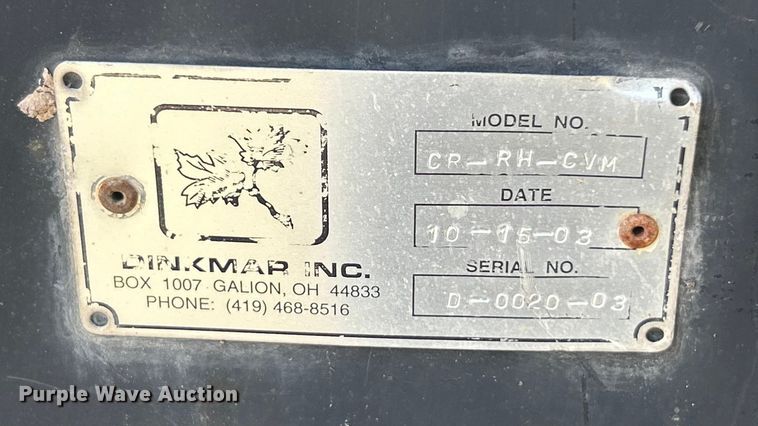 DINKMAR INC.
BOX 1007 GALION, OH 44833
PHONE: (419) 468-8516
MODEL NO.
CR-RH-CVM
DATE
10-15-03
SERIAL NO.
D-0020-03
Purple Wave Auction